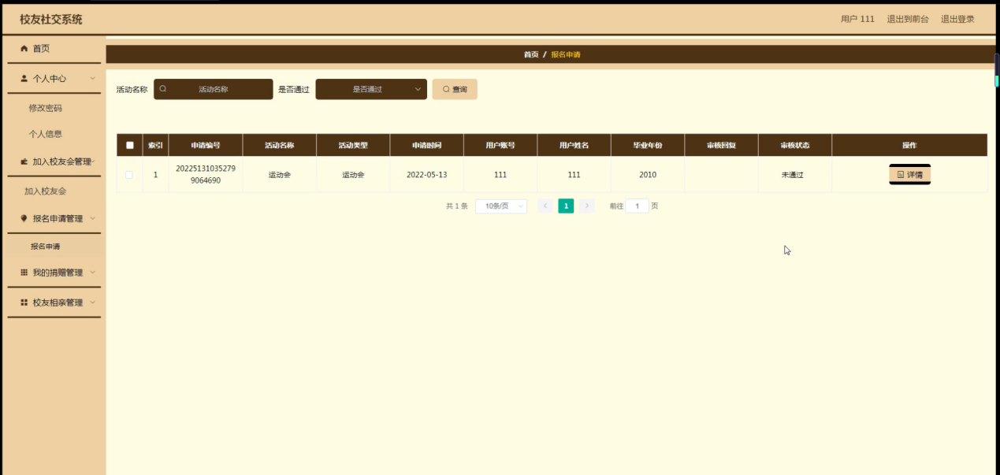 校友社交系统
用户 111 退出到前台 退出登录
首页
个人中心
修改密码
个人信息
加入校友会管理
加入校友会
报名申请管理
报名申请
我的捐赠管理
校友相亲管理
首页 / 报名申请
活动名称 活动名称 是否通过 是否通过 查询
索引 申请编号 活动名称 活动类型 申请时间 用户账号 用户姓名 毕业年份 审核回复 审核状态 操作
1 20225131035279 运动会 运动会 2022-05-13 111 111 2010 未通过 详情
9064690
共 1 条 10条/页 1 前往 1 页